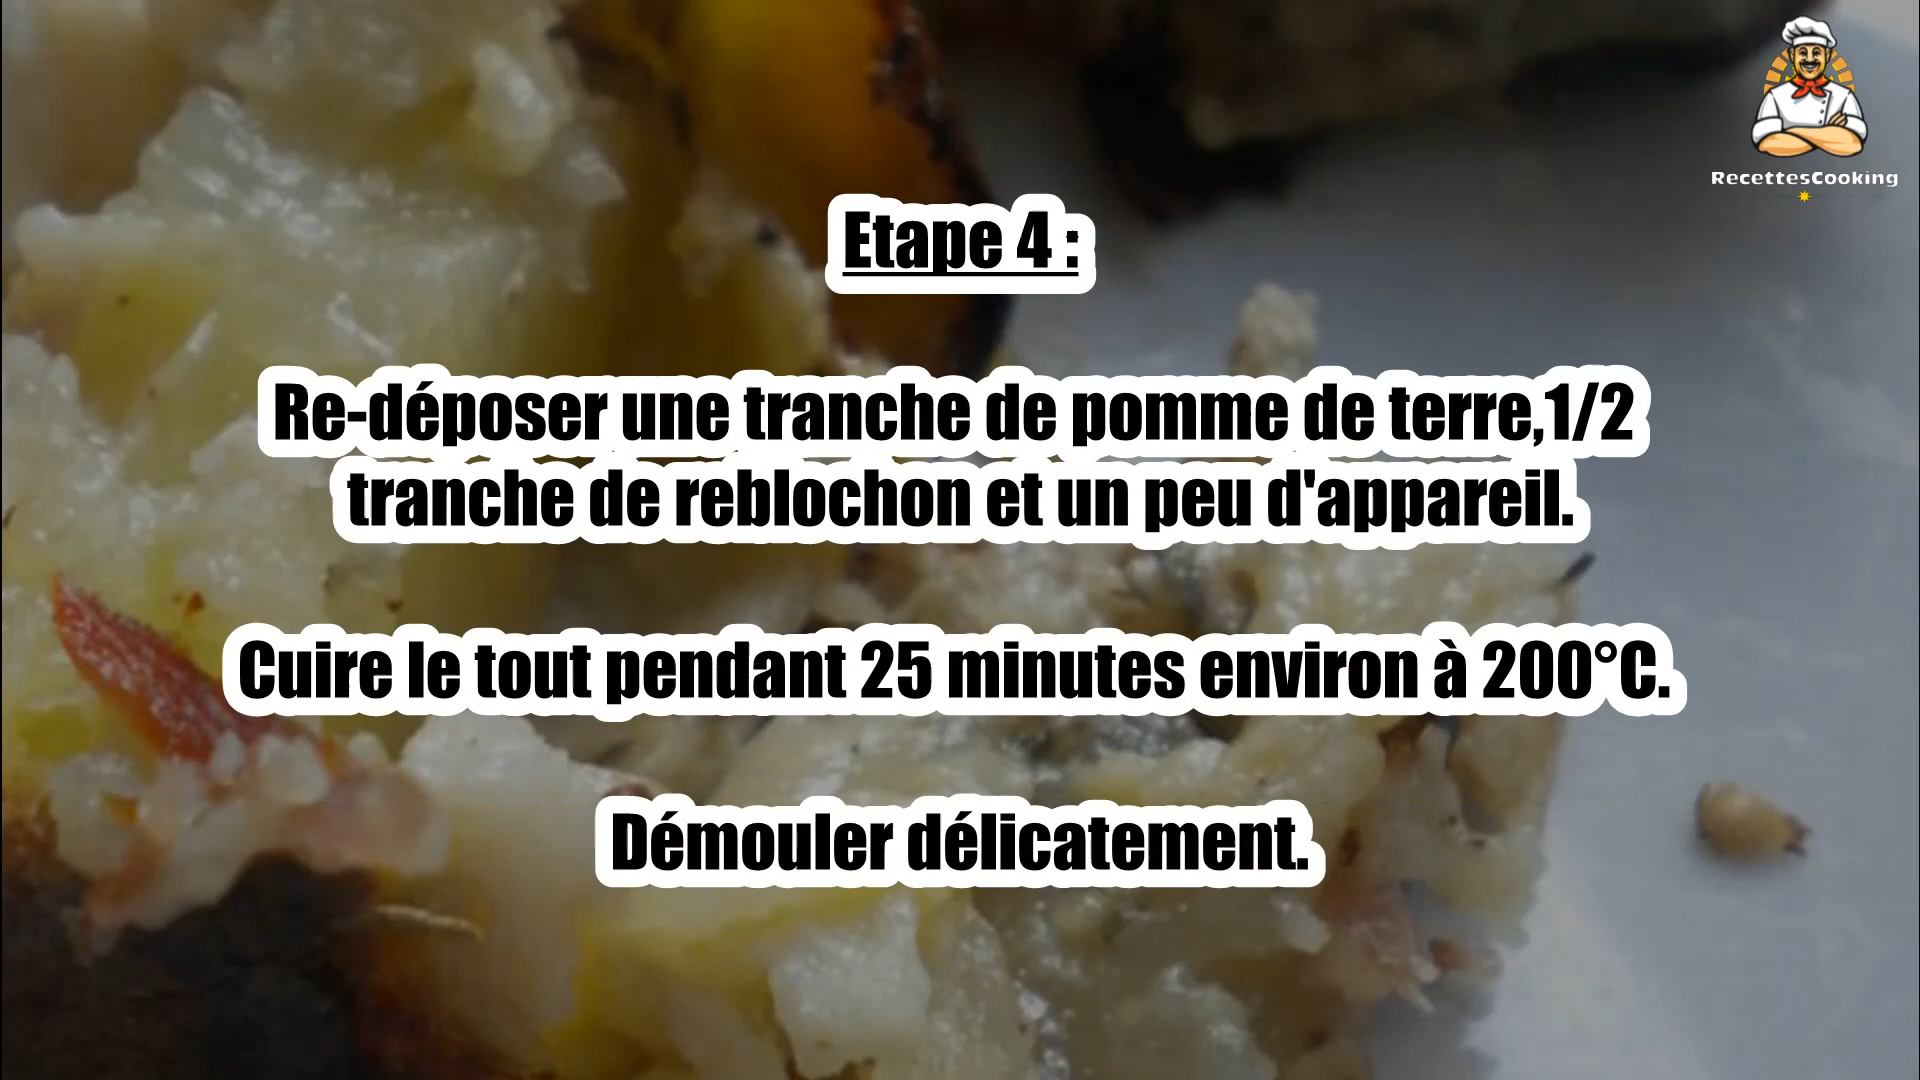 RecettesCooking
Etape 4 :
Re-déposer une tranche de pomme de terre,1/2
tranche de reblochon et un peu d'appareil.
Cuire le tout pendant 25 minutes environ à 200°C.
Démouler délicatement.